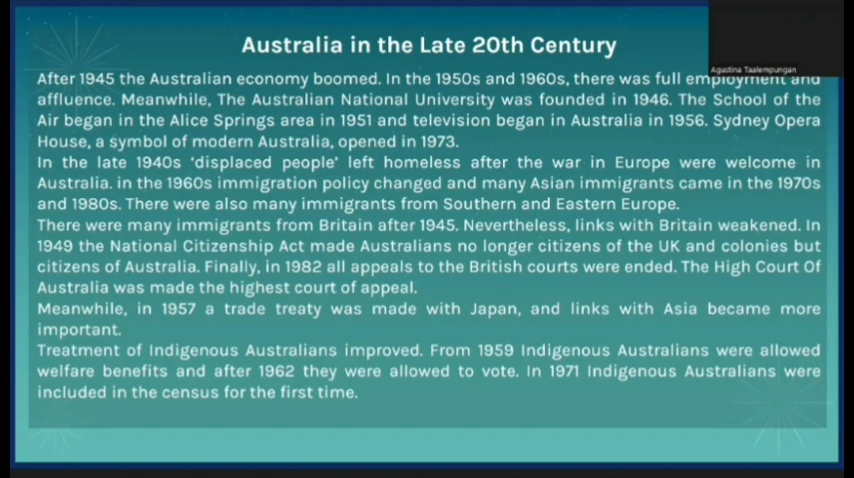 Australia in the Late 20th Century
Agustina Taalempungan
After 1945 the Australian economy boomed. In the 1950s and 1960s, there was full employment and
affluence. Meanwhile, The Australian National University was founded in 1946. The School of the
Air began in the Alice Springs area in 1951 and television began in Australia in 1956. Sydney Opera
House, a symbol of modern Australia, opened in 1973.
In the late 1940s ‘displaced people’ left homeless after the war in Europe were welcome in
Australia. in the 1960s immigration policy changed and many Asian immigrants came in the 1970s
and 1980s. There were also many immigrants from Southern and Eastern Europe.
There were many immigrants from Britain after 1945. Nevertheless, links with Britain weakened. In
1949 the National Citizenship Act made Australians no longer citizens of the UK and colonies but
citizens of Australia. Finally, in 1982 all appeals to the British courts were ended. The High Court Of
Australia was made the highest court of appeal.
Meanwhile, in 1957 a trade treaty was made with Japan, and links with Asia became more
important.
Treatment of Indigenous Australians improved. From 1959 Indigenous Australians were allowed
welfare benefits and after 1962 they were allowed to vote. In 1971 Indigenous Australians were
included in the census for the first time.